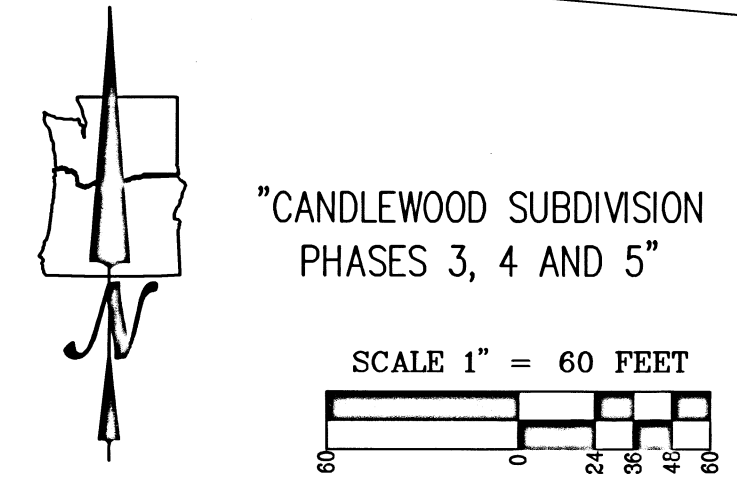 "CANDLEWOOD SUBDIVISION
PHASES 3, 4 AND 5"
N
SCALE 1" = 60 FEET
60 0 24 36 48 60